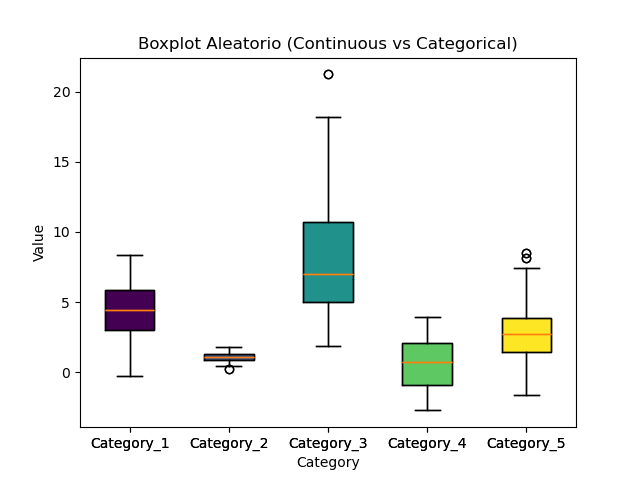 Boxplot Aleatorio (Continuous vs Categorical)
20
15
10
5
0
Value
Category_1 Category_2 Category_3 Category_4 Category_5
Category